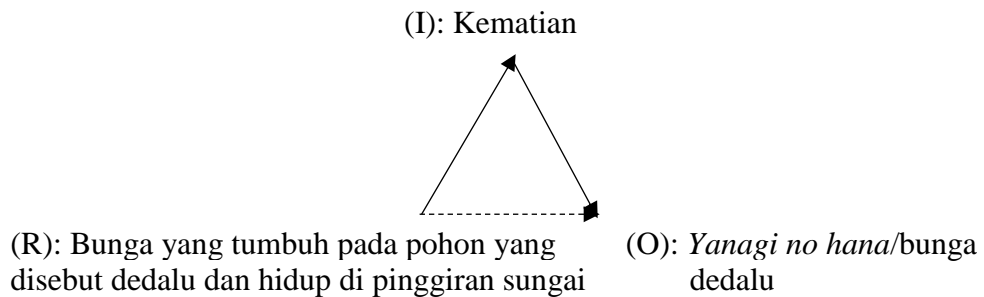 (I): Kematian
(R): Bunga yang tumbuh pada pohon yang
disebut dedalu dan hidup di pinggiran sungai
(O): Yanagi no hana/bunga
dedalu